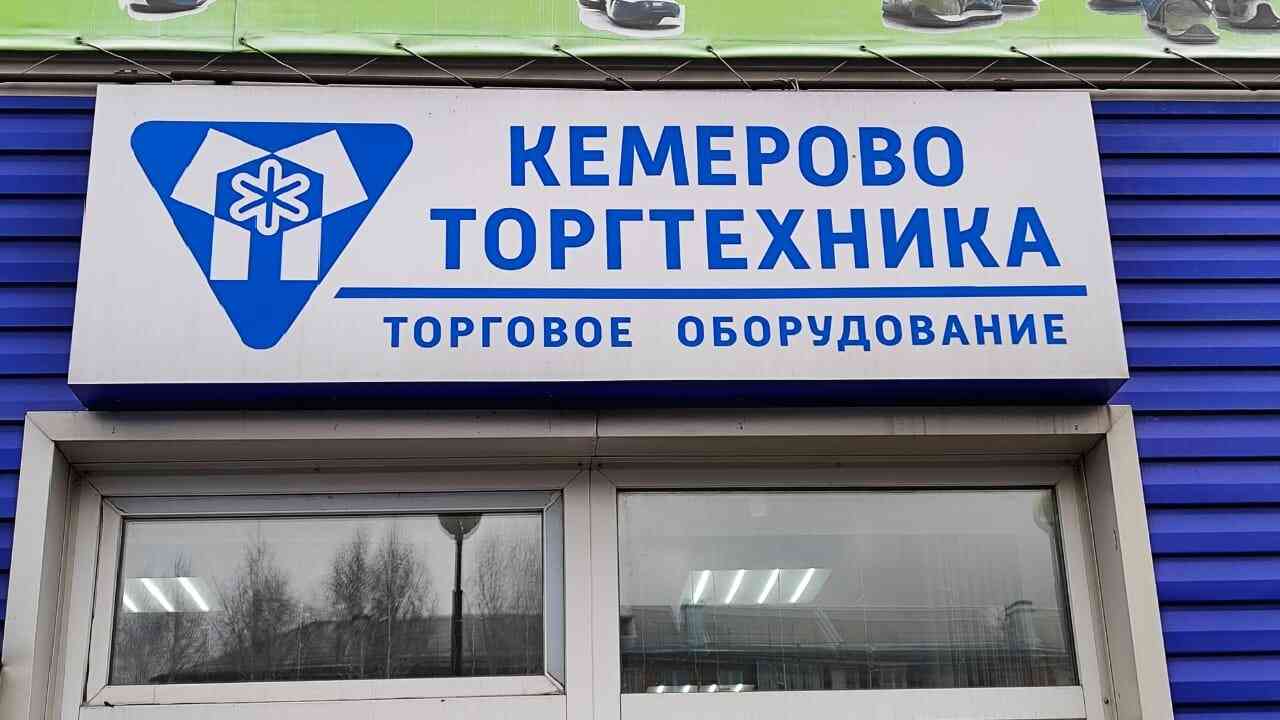 КЕМЕРОВО
ТОРГТЕХНИКА
ТОРГОВОЕ ОБОРУДОВАНИЕ